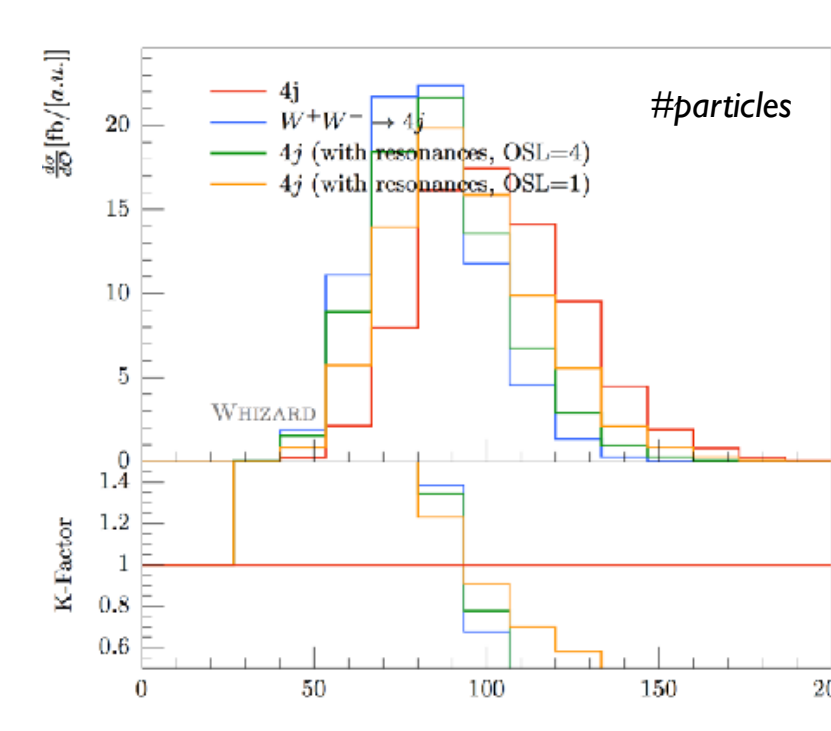 dσ/dO [fb/[a.u.]]
4j
W⁺W⁻ → 4j
4j (with resonances, OSL=4)
4j (with resonances, OSL=1)
#particles
20
15
10
5
0
WHIZARD
K-Factor
1.4
1.2
1
0.8
0.6
0
50
100
150